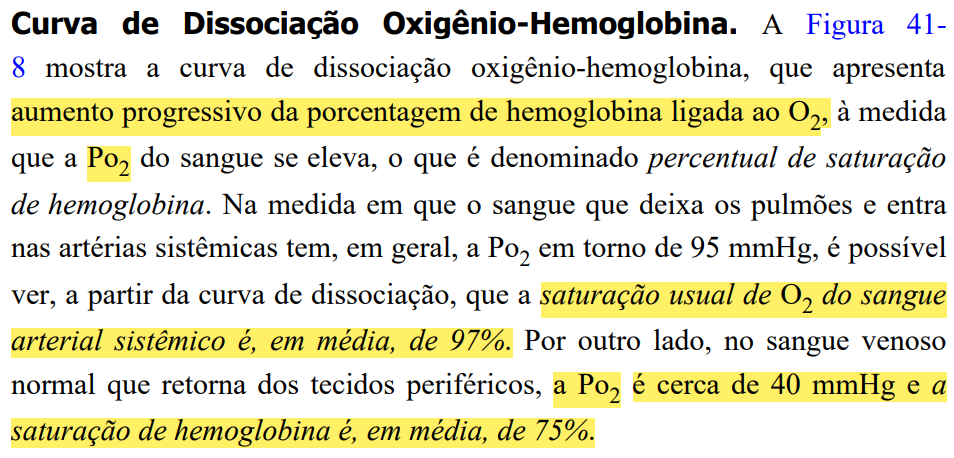 Curva de Dissociação Oxigênio-Hemoglobina. A Figura 41-
8 mostra a curva de dissociação oxigênio-hemoglobina, que apresenta
aumento progressivo da porcentagem de hemoglobina ligada ao O₂, à medida
que a Po₂ do sangue se eleva, o que é denominado percentual de saturação
de hemoglobina. Na medida em que o sangue que deixa os pulmões e entra
nas artérias sistêmicas tem, em geral, a Po₂ em torno de 95 mmHg, é possível
ver, a partir da curva de dissociação, que a saturação usual de O₂ do sangue
arterial sistêmico é, em média, de 97%. Por outro lado, no sangue venoso
normal que retorna dos tecidos periféricos, a Po₂ é cerca de 40 mmHg e a
saturação de hemoglobina é, em média, de 75%.